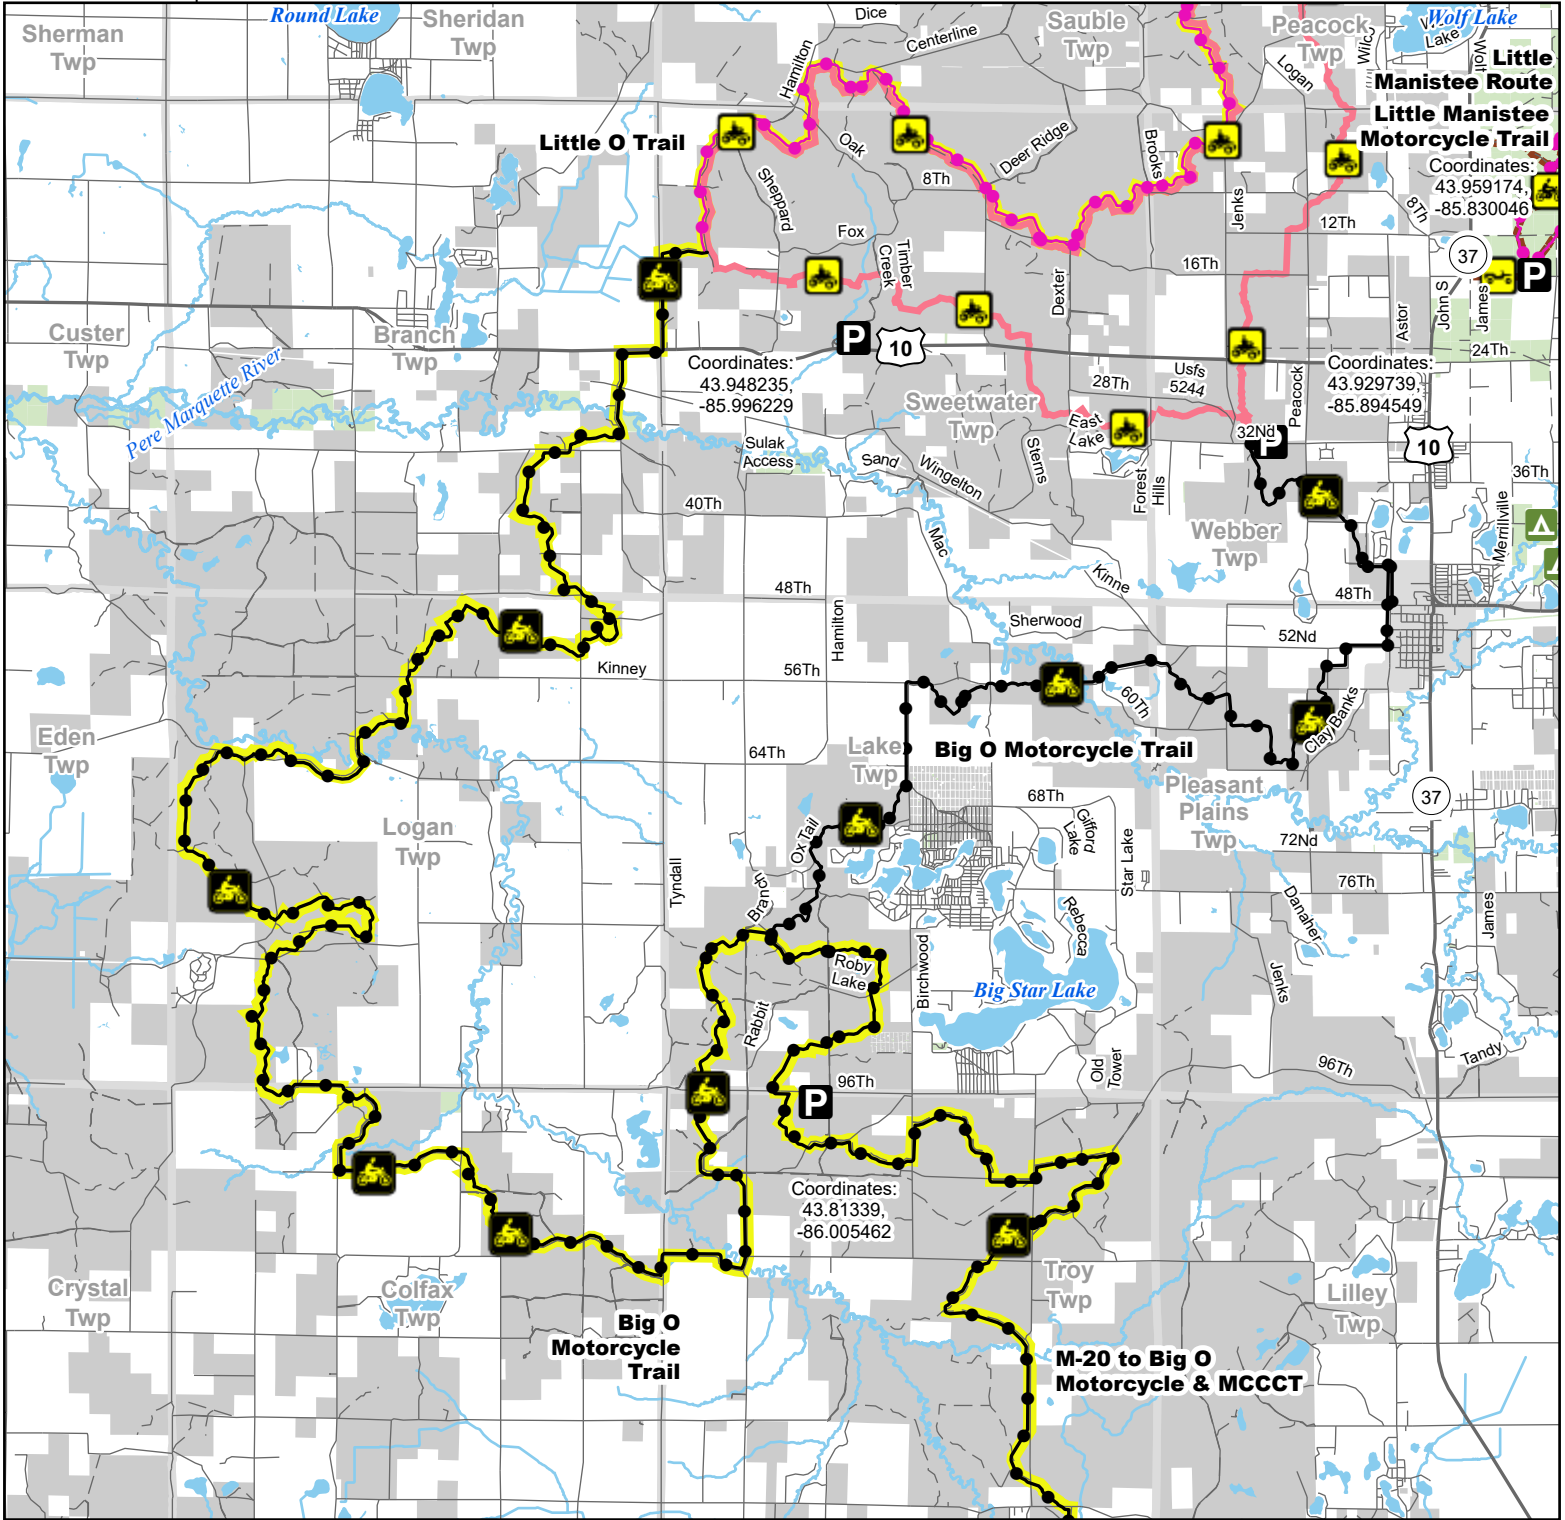 Round Lake
Sheridan
Twp
Sherman
Twp
Dice
Centerline
Hamilton
Sauble
Twp
Peacock
Twp
Wolf Lake
Lake
Wolf
Logan
Little
Manistee Route
Little Manistee
Motorcycle Trail
Coordinates:
43.959174,
-85.830046
Little O Trail
Oak
Sheppard
8Th
Deer Ridge
Brooks
Jenks
12Th
8Th
Fox
Timber
Creek
16Th
Dexter
37
P
John S
James
Astor
24Th
Custer
Twp
Branch
Twp
Pere Marquette River
P
10
Coordinates:
43.948235,
-85.996229
28Th
Usfs
5244
Peacock
Coordinates:
43.929739,
-85.894549
Sweetwater
Twp
East
Lake
32Nd
P
10
Sulak
Access
Sand
Wingelton
Sterns
Forest
Hills
36Th
40Th
Mac
Webber
Twp
Merrillville
Kinne
48Th
48Th
Hamilton
Sherwood
52Nd
Kinney
56Th
60Th
Clay Banks
Eden
Twp
64Th
Lake
Twp
Big O Motorcycle Trail
Pleasant
Plains
Twp
37
68Th
Gifford
Lake
Star Lake
72Nd
Logan
Twp
Ox Tail
76Th
Tyndall
Branch
Rebecca
Danaher
James
Birchwood
Roby
Lake
Big Star Lake
Jenks
Rabbit
Old
Tower
Tandy
96Th
96Th
P
Coordinates:
43.81339,
-86.005462
Crystal
Twp
Colfax
Twp
Troy
Twp
Lilley
Twp
Big O
Motorcycle
Trail
M-20 to Big O
Motorcycle & MCCCT